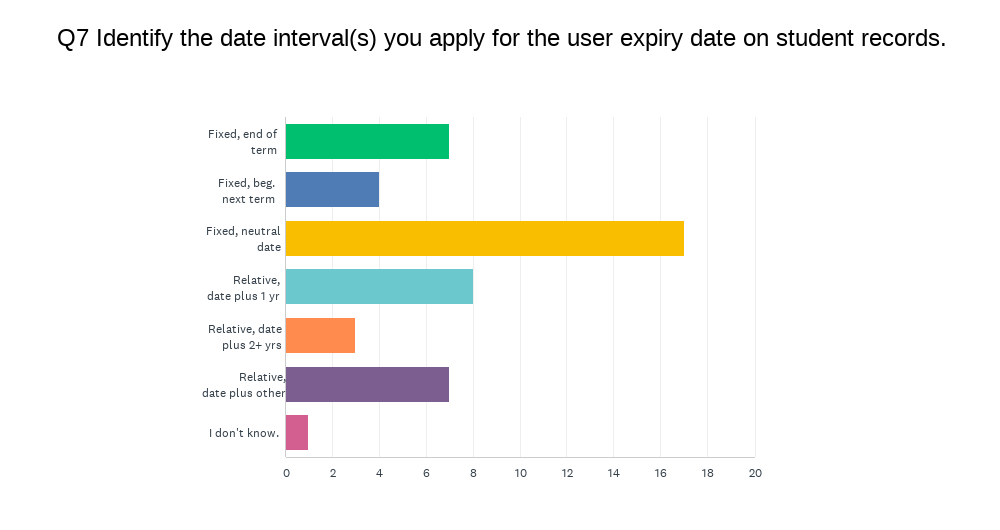 Q7 Identify the date interval(s) you apply for the user expiry date on student records.
Fixed, end of
term
Fixed, beg.
next term
Fixed, neutral
date
Relative,
date plus 1 yr
Relative, date
plus 2+ yrs
Relative,
date plus other
I don't know.
0 2 4 6 8 10 12 14 16 18 20